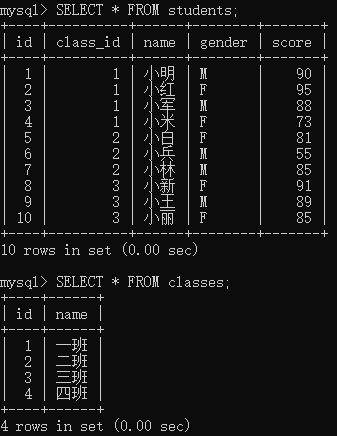 mysql> SELECT * FROM students;
+----+----------+------+--------+-------+
| id | class_id | name | gender | score |
+----+----------+------+--------+-------+
| 1 | 1 | 小明 | M | 90 |
| 2 | 1 | 小红 | F | 95 |
| 3 | 1 | 小军 | M | 88 |
| 4 | 1 | 小米 | F | 73 |
| 5 | 2 | 小白 | F | 81 |
| 6 | 2 | 小兵 | M | 55 |
| 7 | 2 | 小林 | M | 85 |
| 8 | 3 | 小新 | F | 91 |
| 9 | 3 | 小王 | M | 89 |
| 10 | 3 | 小丽 | F | 85 |
+----+----------+------+--------+-------+
10 rows in set (0.00 sec)
mysql> SELECT * FROM classes;
+----+------+
| id | name |
+----+------+
| 1 | 一班 |
| 2 | 二班 |
| 3 | 三班 |
| 4 | 四班 |
+----+------+
4 rows in set (0.00 sec)